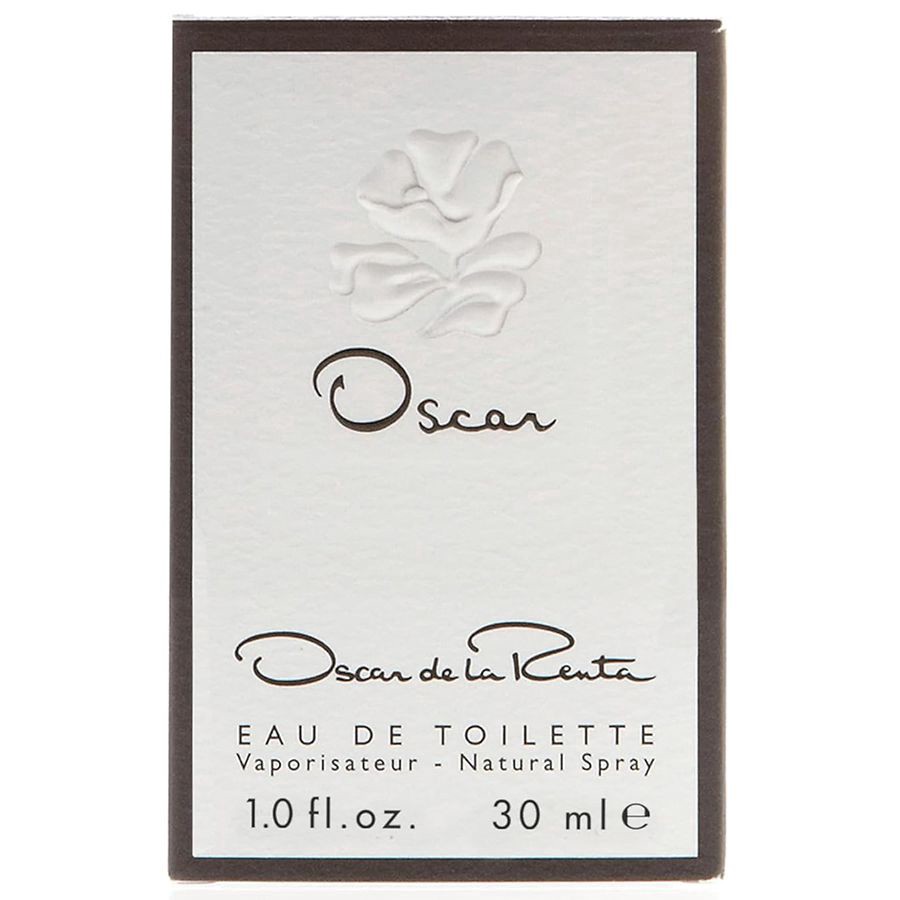 Oscar
Oscar de la Renta
EAU DE TOILETTE
Vaporisateur - Natural Spray
1.0 fl.oz. 30 ml ℮